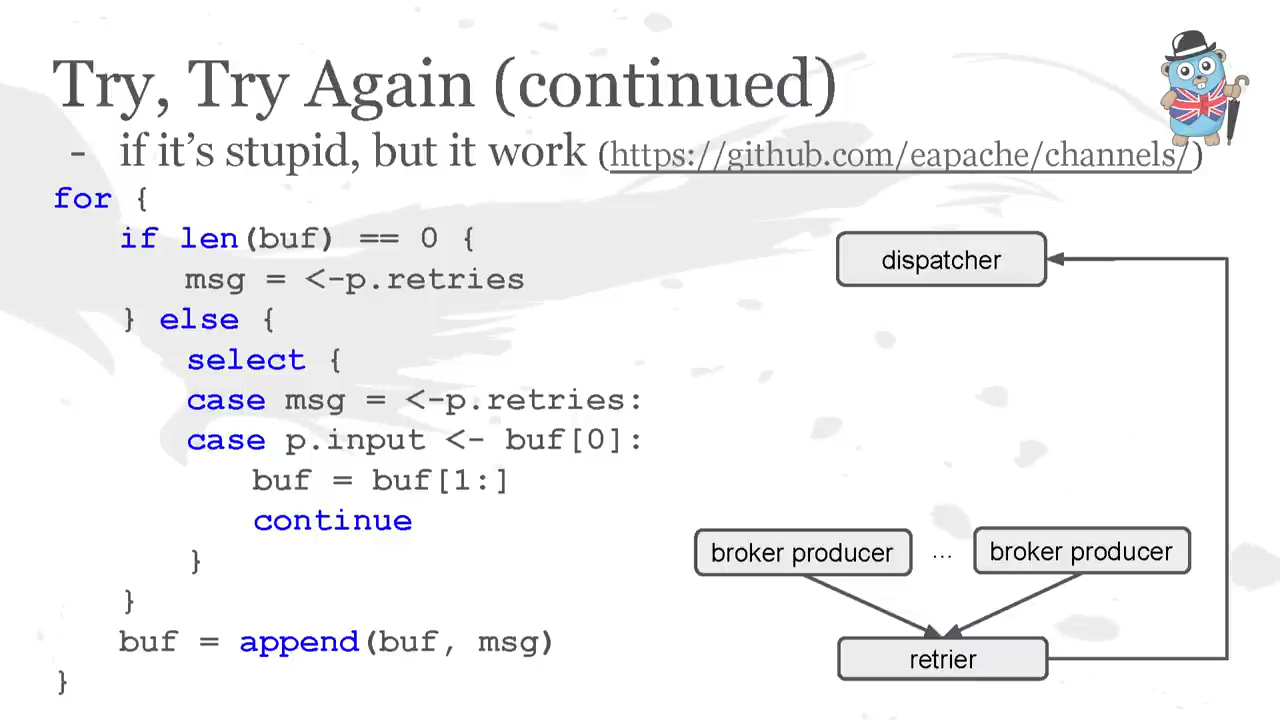 Try, Try Again (continued)
- if it's stupid, but it work (https://github.com/eapache/channels/)
for {
    if len(buf) == 0 {
        msg = <-p.retries
    } else {
        select {
        case msg = <-p.retries:
        case p.input <- buf[0]:
            buf = buf[1:]
            continue
        }
    }
    buf = append(buf, msg)
}
dispatcher
broker producer
...
broker producer
retrier